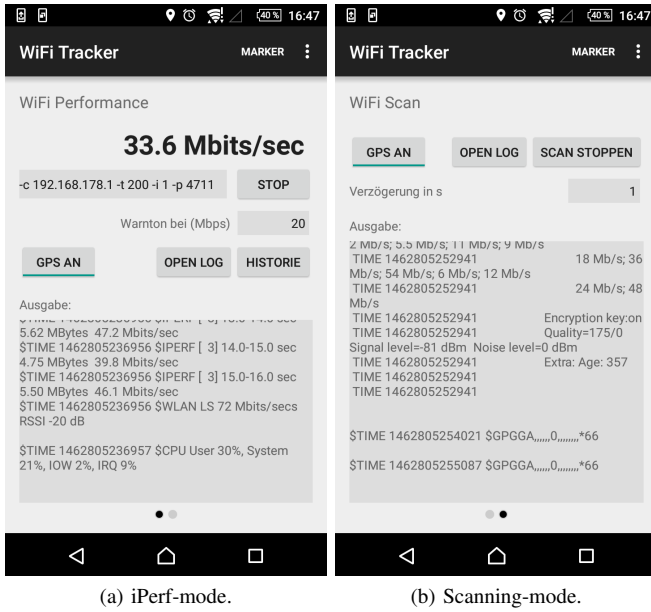 40 % 16:47
WiFi Tracker
MARKER
WiFi Performance
33.6 Mbits/sec
-c 192.168.178.1 -t 200 -i 1 -p 4711
STOP
Warnton bei (Mbps)
20
GPS AN
OPEN LOG
HISTORIE
Ausgabe:
$TIME 1462805236956 $IPERF [ 3] 13.0-14.0 sec
5.62 MBytes 47.2 Mbits/sec
$TIME 1462805236956 $IPERF [ 3] 14.0-15.0 sec
4.75 MBytes 39.8 Mbits/sec
$TIME 1462805236956 $IPERF [ 3] 15.0-16.0 sec
5.50 MBytes 46.1 Mbits/sec
$TIME 1462805236956 $WLAN LS 72 Mbits/secs
RSSI -20 dB
$TIME 1462805236957 $CPU User 30%, System
21%, IOW 2%, IRQ 9%
(a) iPerf-mode.
40 % 16:47
WiFi Tracker
MARKER
WiFi Scan
GPS AN
OPEN LOG
SCAN STOPPEN
Verzögerung in s
1
Ausgabe:
2 Mb/s; 5.5 Mb/s; 11 Mb/s; 9 Mb/s
TIME 1462805252941 18 Mb/s; 36
Mb/s; 54 Mb/s; 6 Mb/s; 12 Mb/s
TIME 1462805252941 24 Mb/s; 48
Mb/s
TIME 1462805252941 Encryption key:on
TIME 1462805252941 Quality=175/0
Signal level=-81 dBm Noise level=0 dBm
TIME 1462805252941 Extra: Age: 357
TIME 1462805252941
TIME 1462805252941
$TIME 1462805254021 $GPGGA,,,,,,0,,,,,,,,*66
$TIME 1462805255087 $GPGGA,,,,,,0,,,,,,,,*66
(b) Scanning-mode.